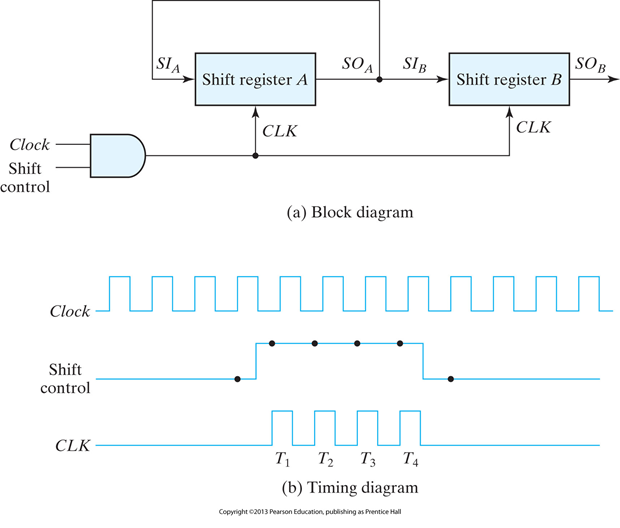 SI_A Shift register A SO_A SI_B Shift register B SO_B
CLK CLK
Clock
Shift
control
(a) Block diagram
Clock
Shift
control
CLK
T_1 T_2 T_3 T_4
(b) Timing diagram
Copyright ©2013 Pearson Education, publishing as Prentice Hall